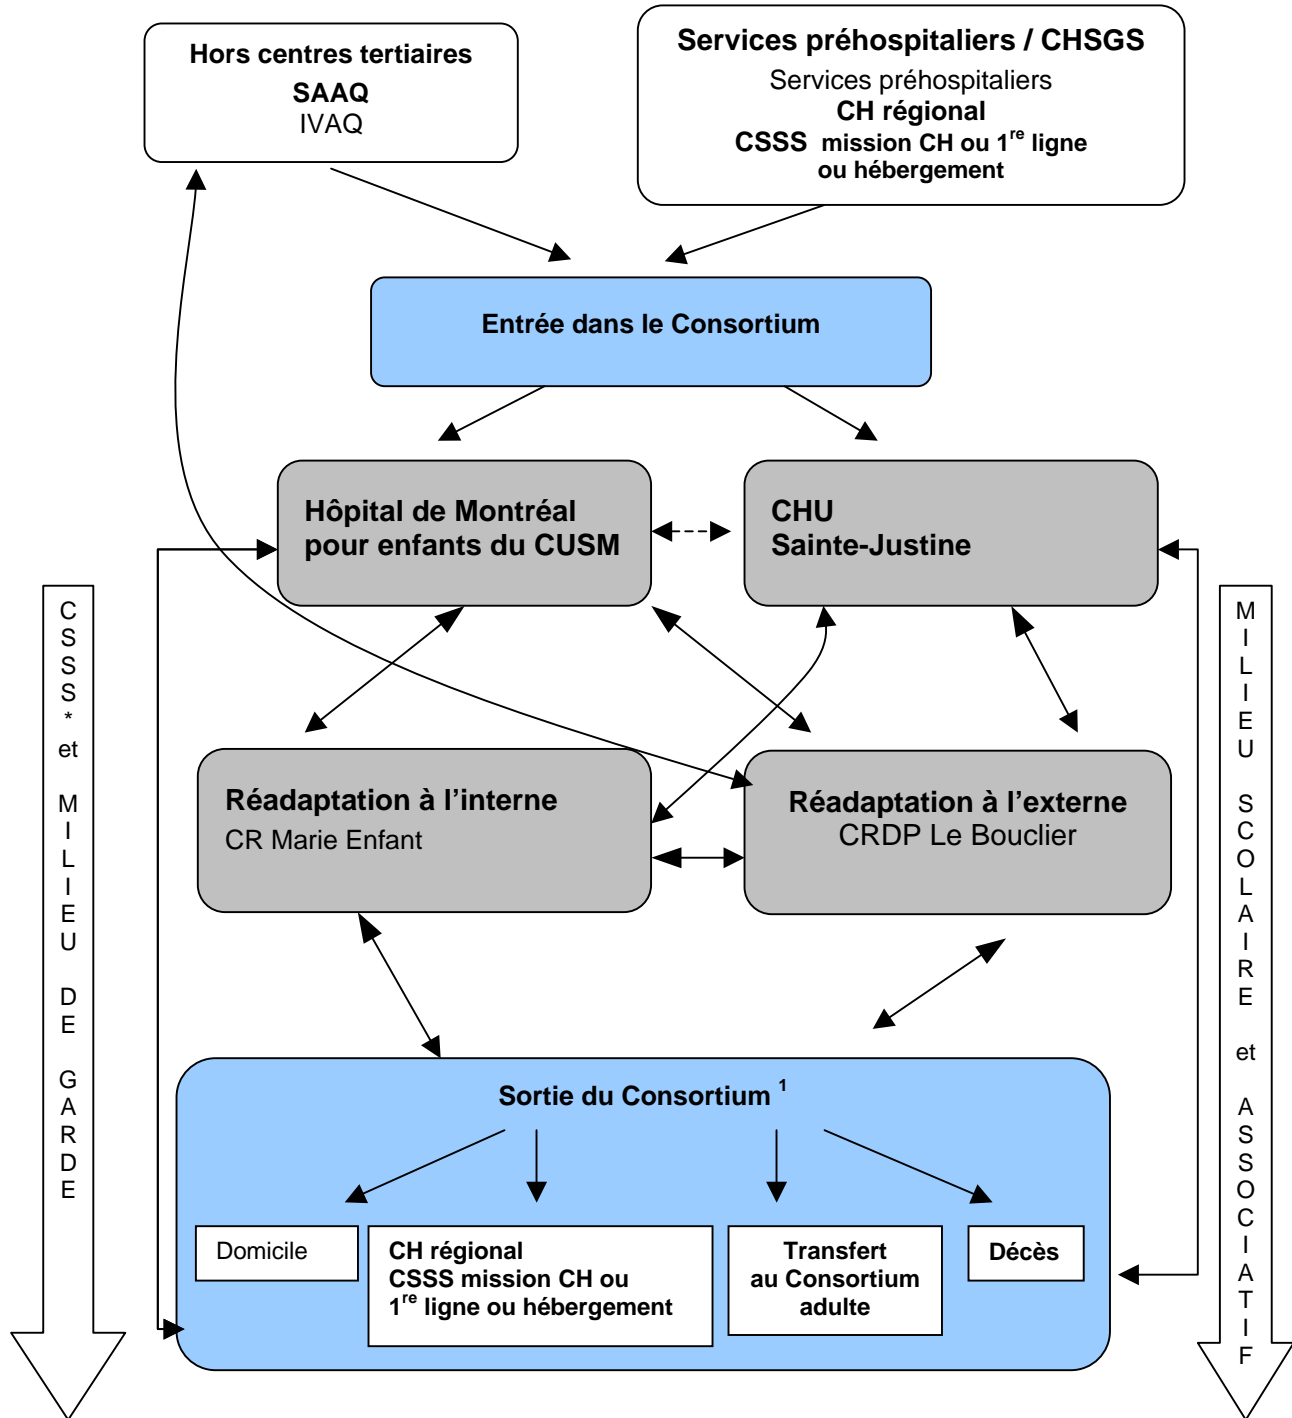 Hors centres tertiaires
SAAQ
IVAQ
Services préhospitaliers / CHSGS
Services préhospitaliers
CH régional
CSSS mission CH ou 1re ligne
ou hébergement
Entrée dans le Consortium
Hôpital de Montréal
pour enfants du CUSM
CHU
Sainte-Justine
CSSS* et MILIEU DE GARDE
MILIEU SCOLAIRE et ASSOCIATIF
Réadaptation à l’interne
CR Marie Enfant
Réadaptation à l’externe
CRDP Le Bouclier
Sortie du Consortium 1
Domicile
CH régional
CSSS mission CH ou
1re ligne ou hébergement
Transfert
au Consortium
adulte
Décès